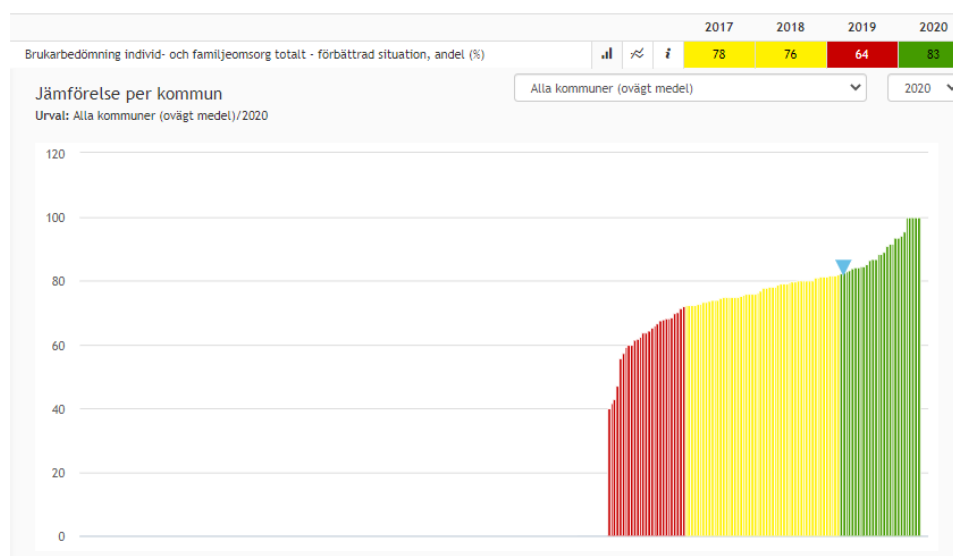 2017 2018 2019 2020
Brukarbedömning individ- och familjeomsorg totalt - förbättrad situation, andel (%) i 78 76 64 83
Jämförelse per kommun
Alla kommuner (ovägt medel) 2020
Urval: Alla kommuner (ovägt medel)/2020
120
100
80
60
40
20
0